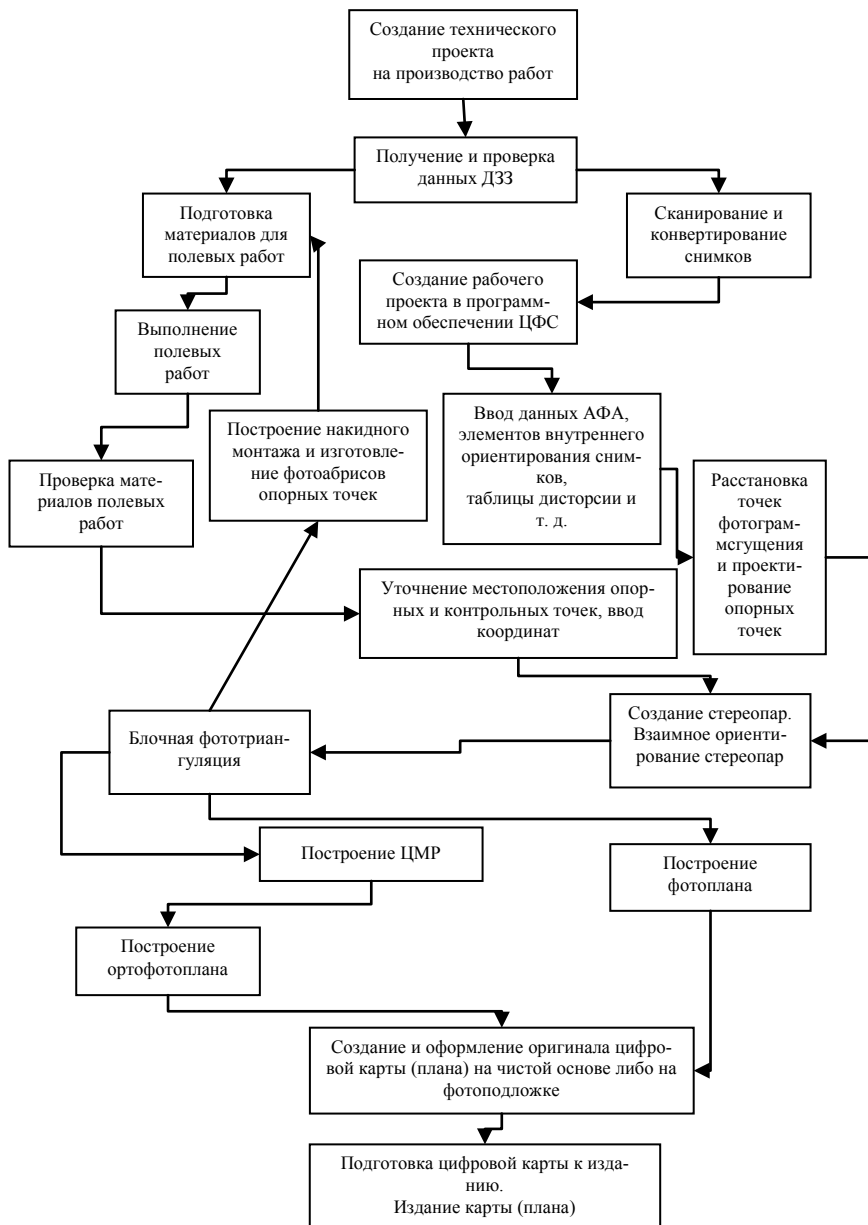 Создание технического
проекта
на производство работ
Получение и проверка
данных ДЗЗ
Подготовка
материалов для
полевых работ
Сканирование и
конвертирование
снимков
Создание рабочего
проекта в программ-
ном обеспечении ЦФС
Выполнение
полевых
работ
Ввод данных АФА,
элементов внутреннего
ориентирования сним-
ков,
таблицы дисторсии и
т. д.
Построение накидного
монтажа и изготовле-
ние фотоабрисов
опорных точек
Проверка мате-
риалов полевых
работ
Расстановка
точек
фотограм-
мсгущения
и проекти-
рование
опорных
точек
Уточнение местоположения опор-
ных и контрольных точек, ввод
координат
Создание стереопар.
Взаимное ориенти-
рование стереопар
Блочная фототриан-
гуляция
Построение ЦМР
Построение
фотоплана
Построение
ортофотоплана
Создание и оформление оригинала цифро-
вой карты (плана) на чистой основе либо на
фотоподложке
Подготовка цифровой карты к изда-
нию.
Издание карты (плана)